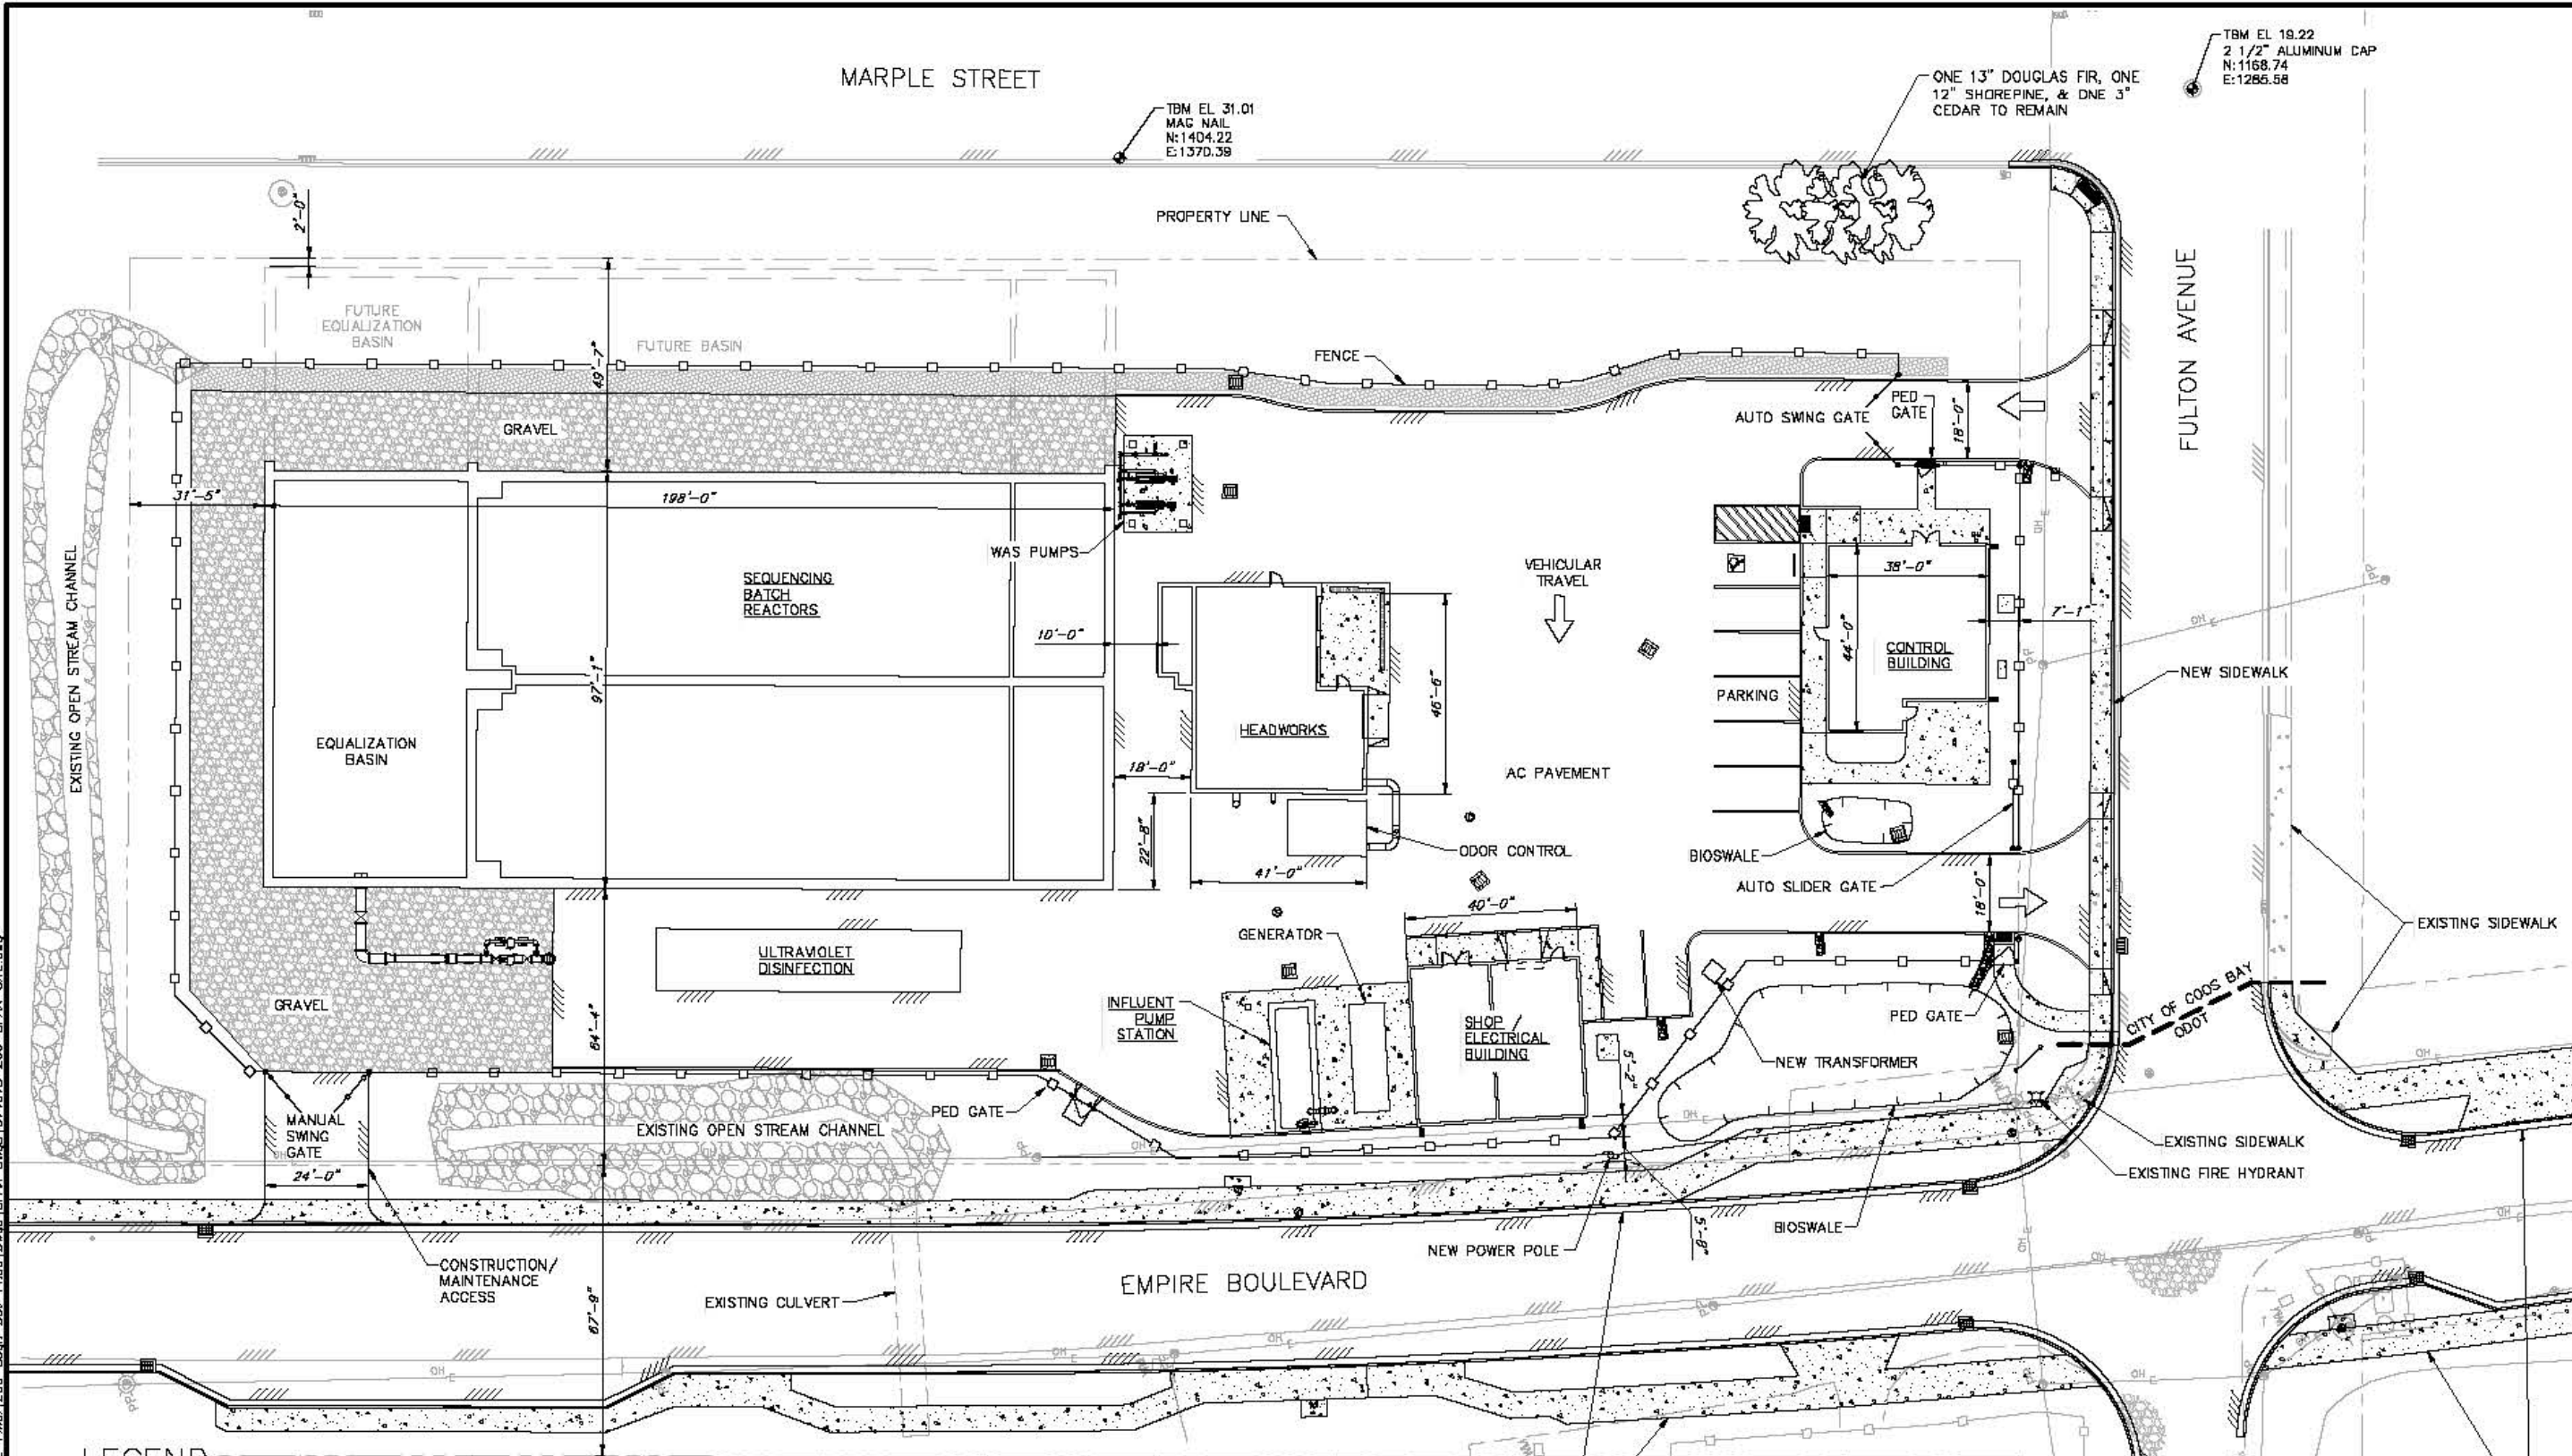 MARPLE STREET
TBM EL 31.01
MAG NAIL
N:1404.22
E:1370.39
ONE 13" DOUGLAS FIR, ONE
12" SHOREPINE, & ONE 3"
CEDAR TO REMAIN
TBM EL 19.22
2 1/2" ALUMINUM CAP
N:1168.74
E:1285.58
PROPERTY LINE
2'-0"
FUTURE
EQUALIZATION
BASIN
FUTURE BASIN
49'-7"
FENCE
FULTON AVENUE
AUTO SWING GATE
PED
GATE
18'-0"
GRAVEL
31'-5"
198'-0"
WAS PUMPS
EXISTING OPEN STREAM CHANNEL
SEQUENCING
BATCH
REACTORS
VEHICULAR
TRAVEL
38'-0"
44'-0"
7'-1"
10'-0"
97'-1"
CONTROL
BUILDING
NEW SIDEWALK
PARKING
46'-6"
HEADWORKS
EQUALIZATION
BASIN
18'-0"
AC PAVEMENT
22'-8"
41'-0"
ODOR CONTROL
BIOSWALE
AUTO SLIDER GATE
18'-0"
40'-0"
GENERATOR
EXISTING SIDEWALK
ULTRAVIOLET
DISINFECTION
GRAVEL
64'-4"
INFLUENT
PUMP
STATION
SHOP /
ELECTRICAL
BUILDING
5'-2"
PED GATE
CITY OF COOS BAY
ODOT
NEW TRANSFORMER
PED GATE
MANUAL
SWING
GATE
24'-0"
EXISTING OPEN STREAM CHANNEL
EXISTING SIDEWALK
EXISTING FIRE HYDRANT
BIOSWALE
5'-8"
NEW POWER POLE
CONSTRUCTION/
MAINTENANCE
ACCESS
EXISTING CULVERT
EMPIRE BOULEVARD
67'-9"
LEGEND